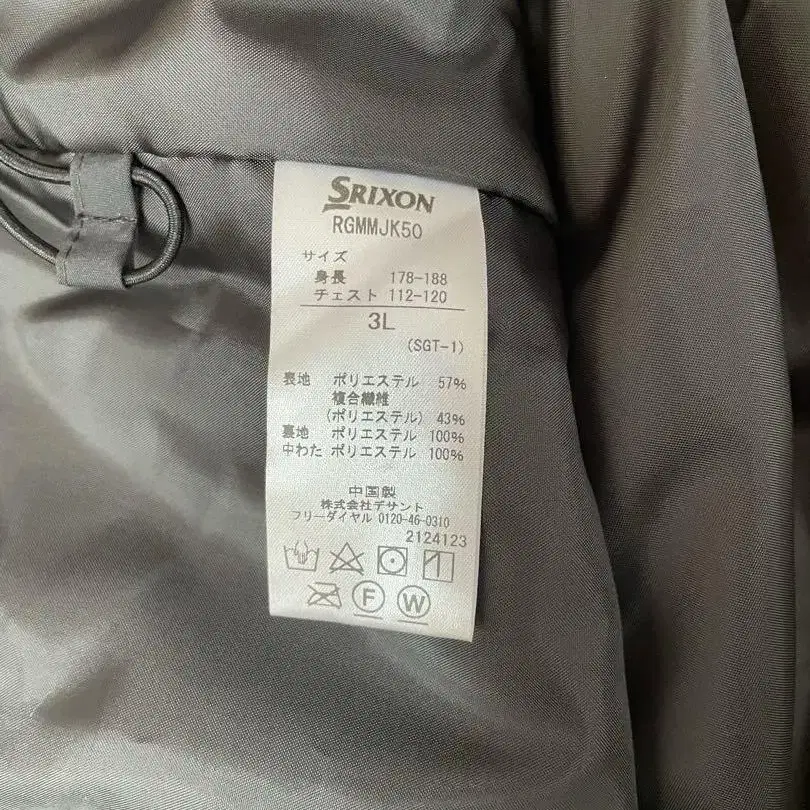 SRIXON
RGMMJK50
サイズ
身長 178-188
チェスト 112-120
3L
(SGT-1)
表地 ポリエステル 57%
複合繊維
(ポリエステル) 43%
裏地 ポリエステル 100%
中わた ポリエステル 100%
中国製
株式会社デサント
フリーダイヤル 0120-46-0310
2124123
F W